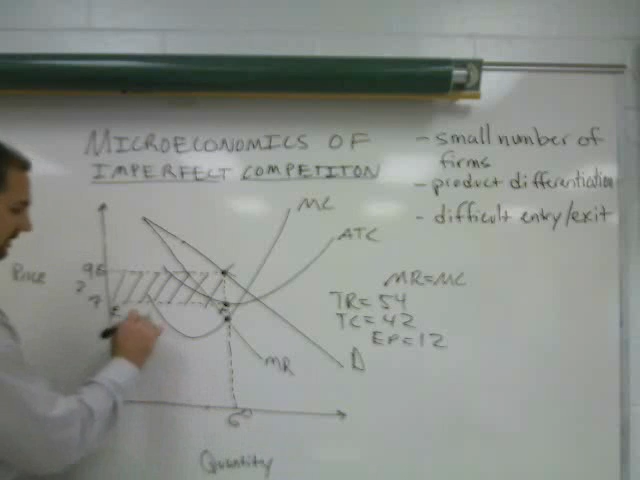 MICROECONOMICS OF
IMPERFECT COMPETITON
- small number of
firms
- product differentiation
- difficult entry/exit
MC
ATC
Price
9
7
MR=MC
TR= 54
TC= 42
EP=12
MR
D
6
Quantity